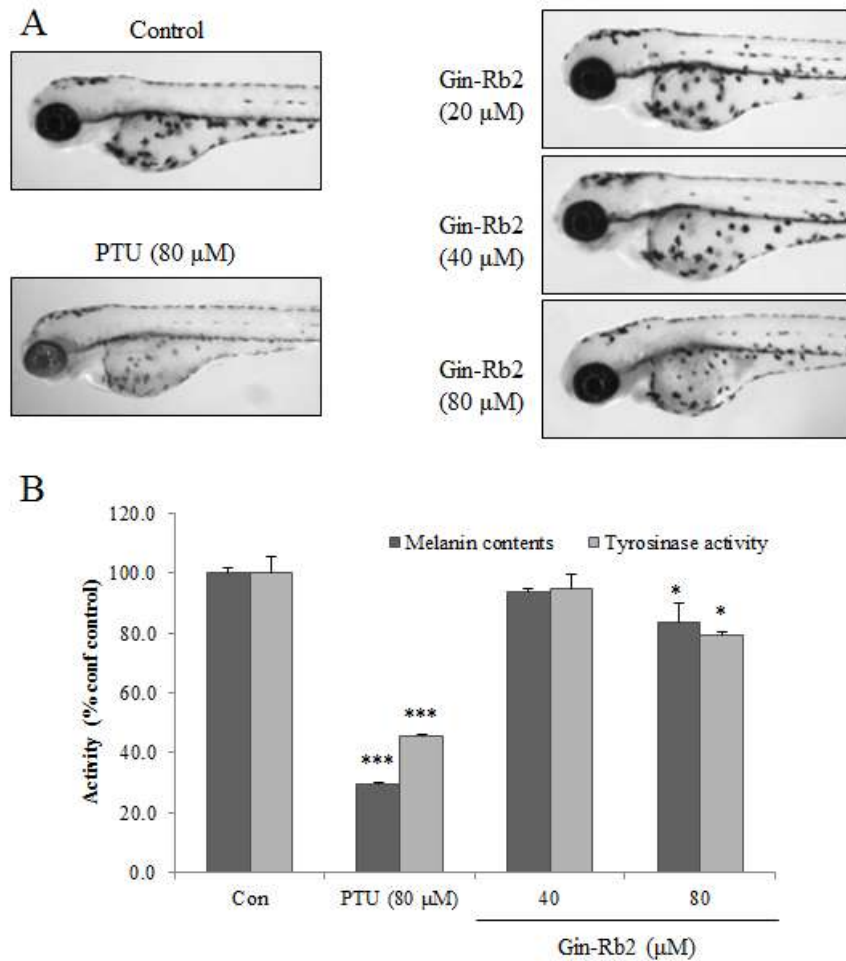 A
Control
PTU (80 µM)
Gin-Rb2
(20 µM)
Gin-Rb2
(40 µM)
Gin-Rb2
(80 µM)
B
120.0
100.0
80.0
60.0
40.0
20.0
0.0
Activity (% conf control)
Melanin contents
Tyrosinase activity
***
***
*
*
Con
PTU (80 µM)
40
80
Gin-Rb2 (µM)